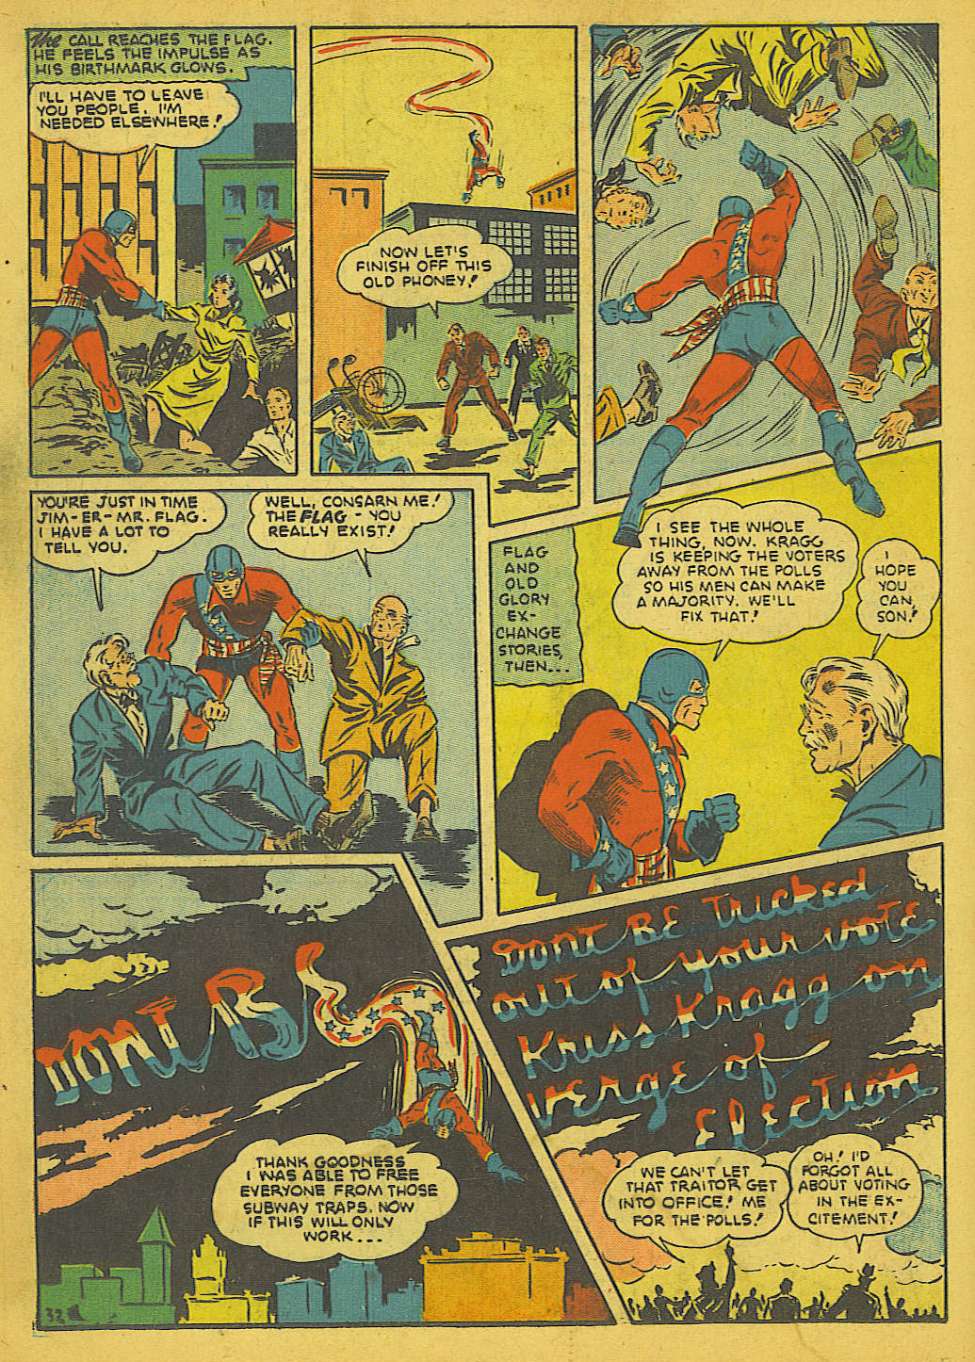 THE CALL REACHES THE FLAG.
HE FEELS THE IMPULSE AS
HIS BIRTHMARK GLOWS.
I'LL HAVE TO LEAVE
YOU PEOPLE. I'M
NEEDED ELSEWHERE!
NOW LET'S
FINISH OFF THIS
OLD PHONEY!
YOU'RE JUST IN TIME
JIM-ER-MR. FLAG.
I HAVE A LOT TO
TELL YOU.
WELL, CONSARN ME!
THE FLAG - YOU
REALLY EXIST!
FLAG
AND
OLD
GLORY
EX-
CHANGE
STORIES,
THEN...
I SEE THE WHOLE
THING, NOW. KRAGG
IS KEEPING THE VOTERS
AWAY FROM THE POLLS
SO HIS MEN CAN MAKE
A MAJORITY. WE'LL
FIX THAT!
I
HOPE
YOU
CAN,
SON!
DONT BE
THANK GOODNESS
I WAS ABLE TO FREE
EVERYONE FROM THOSE
SUBWAY TRAPS. NOW
IF THIS WILL ONLY
WORK...
32
DONT BE TRICKED
OUT OF YOUR VOTE
KRISS KRAGG ON
VERGE OF
ELECTION
WE CAN'T LET
THAT TRAITOR GET
INTO OFFICE! ME
FOR THE POLLS!
OH! I'D
FORGOT ALL
ABOUT VOTING
IN THE EX-
CITEMENT!